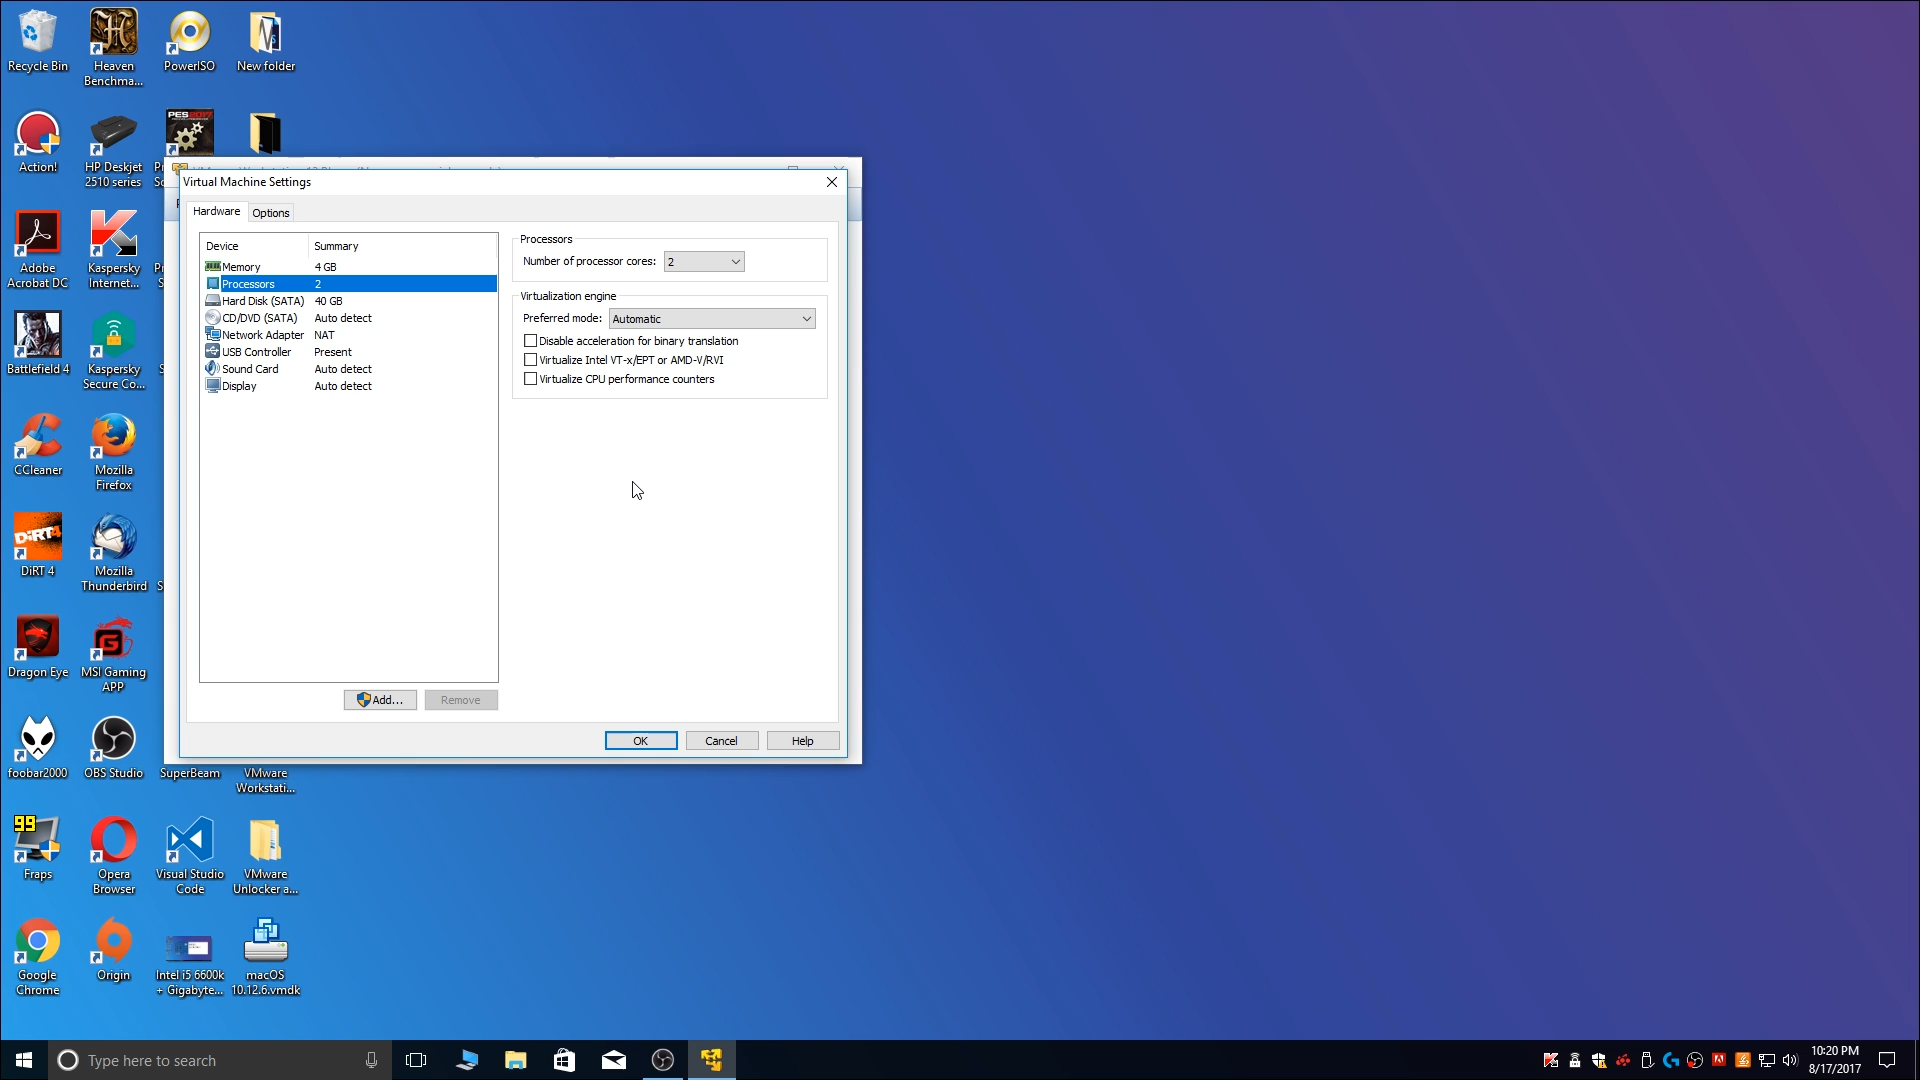 Recycle Bin
Heaven
Benchma...
PowerISO
New folder
Action!
HP Deskjet
2510 series
PES2017
Adobe
Acrobat DC
Kaspersky
Internet...
Battlefield 4
Kaspersky
Secure Co...
CCleaner
Mozilla
Firefox
DiRT4
DiRT 4
Mozilla
Thunderbird
Dragon Eye
MSI Gaming
APP
foobar2000
OBS Studio
SuperBeam
VMware
Workstati...
99
Fraps
Opera
Browser
Visual Studio
Code
VMware
Unlocker a...
Google
Chrome
Origin
Intel i5 6600k
+ Gigabyte...
macOS
10.12.6.vmdk
Virtual Machine Settings
Hardware
Options
Device Summary
Memory 4 GB
Processors 2
Hard Disk (SATA) 40 GB
CD/DVD (SATA) Auto detect
Network Adapter NAT
USB Controller Present
Sound Card Auto detect
Display Auto detect
Add...
Remove
Processors
Number of processor cores: 2
Virtualization engine
Preferred mode: Automatic
Disable acceleration for binary translation
Virtualize Intel VT-x/EPT or AMD-V/RVI
Virtualize CPU performance counters
OK
Cancel
Help
Type here to search
10:20 PM
8/17/2017